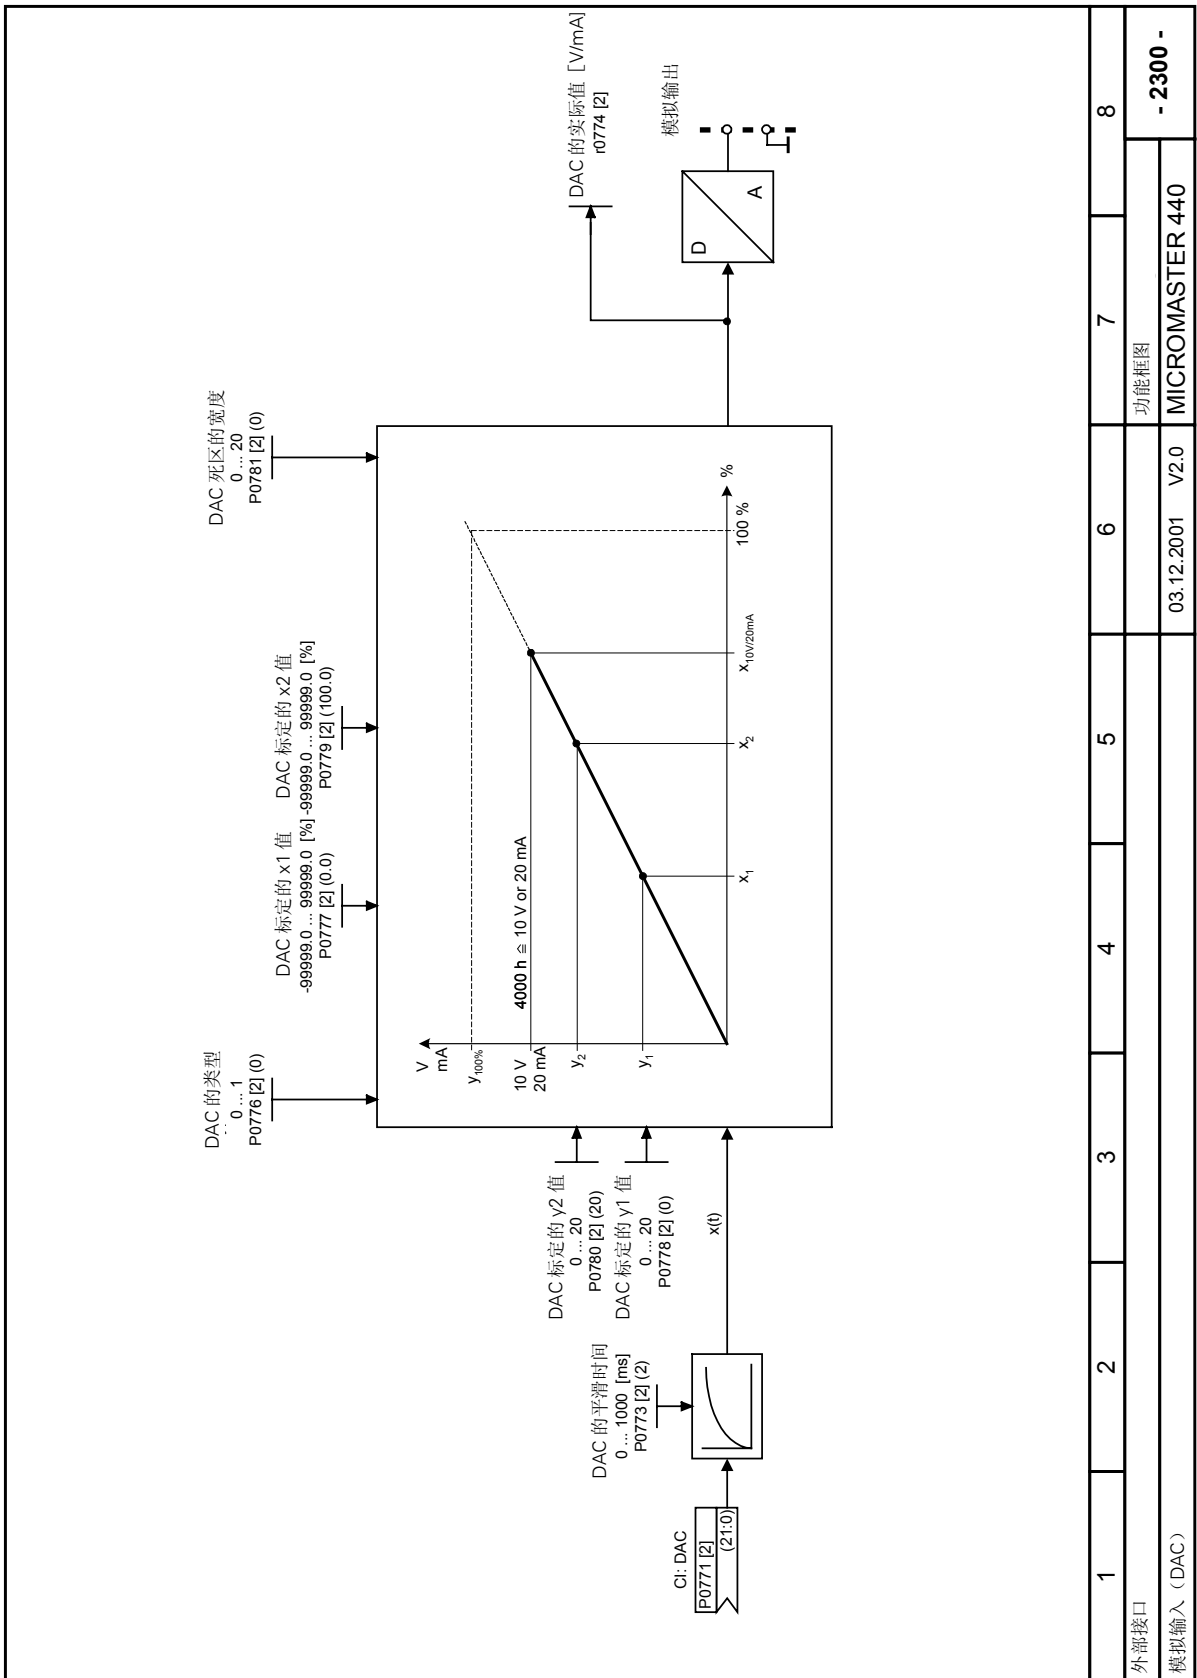 CI: DAC
P0771 [2]
(21:0)
DAC 的平滑时间
0 ... 1000 [ms]
P0773 [2] (2)
x(t)
DAC 标定的 y2 值
0 ... 20
P0780 [2] (20)
DAC 标定的 y1 值
0 ... 20
P0778 [2] (0)
DAC 的类型
0 ... 1
P0776 [2] (0)
DAC 标定的 x1 值
-99999.0 ... 99999.0 [%]
P0777 [2] (0.0)
DAC 标定的 x2 值
-99999.0 ... 99999.0 [%]
P0779 [2] (100.0)
DAC 死区的宽度
0 ... 20
P0781 [2] (0)
V
mA
y100%
10 V
20 mA
y2
y1
4000 h ≙ 10 V or 20 mA
x1
x2
x10V/20mA
100 %
%
DAC 的实际值 [V/mA]
r0774 [2]
D
A
模拟输出
1
2
3
4
5
6
7
8
外部接口
功能框图
- 2300 -
模拟输入（DAC）
03.12.2001
V2.0
MICROMASTER 440